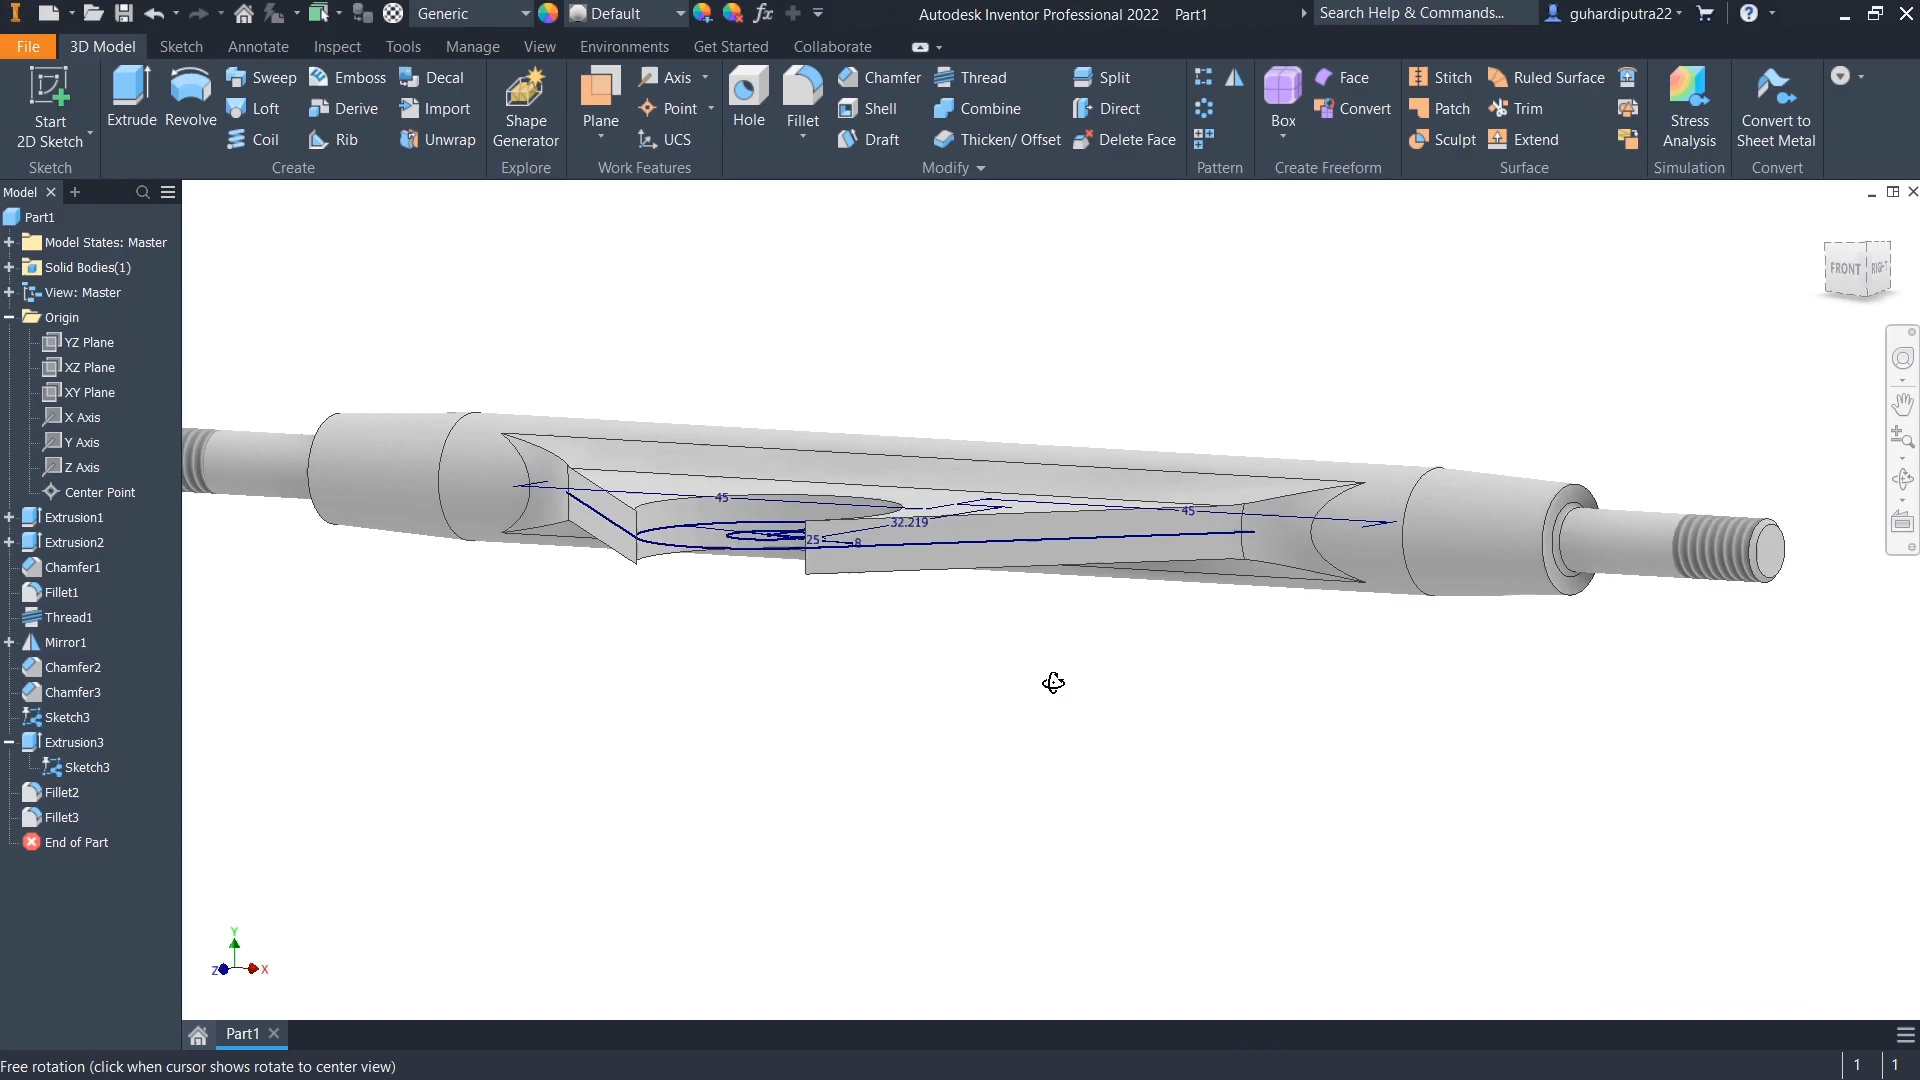 Generic
Default
Autodesk Inventor Professional 2022 Part1
Search Help & Commands...
guhardiputra22
File
3D Model
Sketch
Annotate
Inspect
Tools
Manage
View
Environments
Get Started
Collaborate
Start
2D Sketch
Extrude
Revolve
Sweep
Loft
Coil
Emboss
Derive
Rib
Decal
Import
Unwrap
Shape
Generator
Plane
Axis
Point
UCS
Hole
Fillet
Chamfer
Shell
Draft
Thread
Combine
Thicken/ Offset
Split
Direct
Delete Face
Box
Face
Convert
Stitch
Patch
Sculpt
Ruled Surface
Trim
Extend
Stress
Analysis
Convert to
Sheet Metal
Sketch
Create
Explore
Work Features
Modify
Pattern
Create Freeform
Surface
Simulation
Convert
Model
Part1
Model States: Master
Solid Bodies(1)
View: Master
Origin
YZ Plane
XZ Plane
XY Plane
X Axis
Y Axis
Z Axis
Center Point
Extrusion1
Extrusion2
Chamfer1
Fillet1
Thread1
Mirror1
Chamfer2
Chamfer3
Sketch3
Extrusion3
Sketch3
Fillet2
Fillet3
End of Part
FRONT
RIGHT
45
45
32.219
25
8
Y
Z
X
Part1
Free rotation (click when cursor shows rotate to center view)
1
1